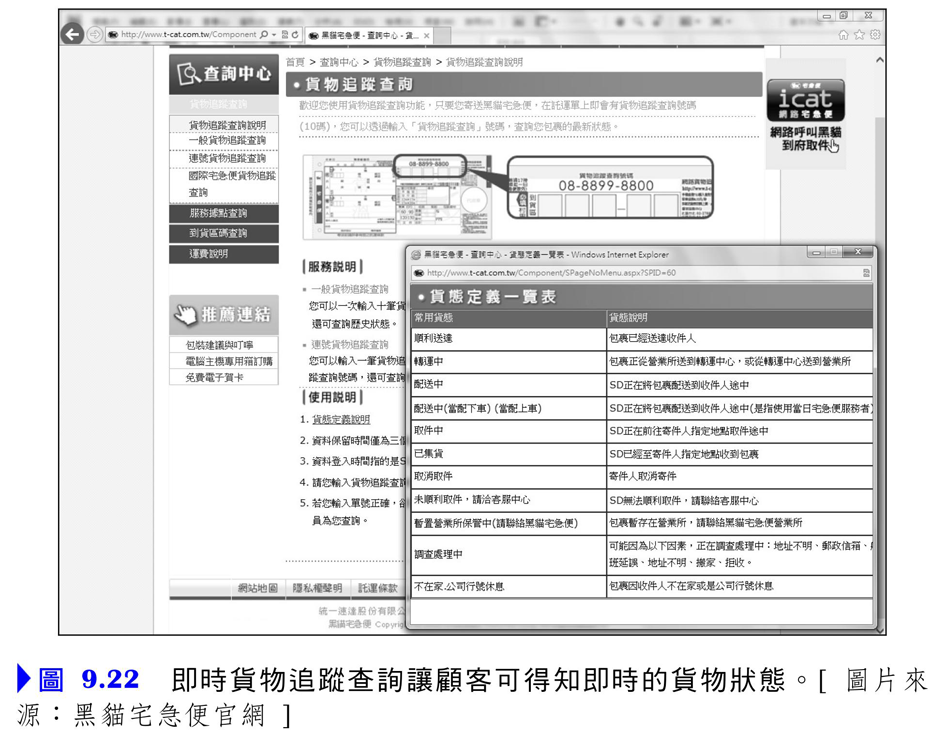 http://www.t-cat.com.tw/Component
黑貓宅急便 - 查詢中心 - 貨...
首頁 > 查詢中心 > 貨物追蹤查詢 > 貨物追蹤查詢說明
查詢中心
貨物追蹤查詢
貨物追蹤查詢說明
一般貨物追蹤查詢
連號貨物追蹤查詢
國際宅急便貨物追蹤
查詢
服務據點查詢
到貨區碼查詢
運費說明
推薦連結
包裝建議與叮嚀
電腦主機專用箱訂購
免費電子賀卡
•貨物追蹤查詢
歡迎您使用貨物追蹤查詢功能，只要您寄送黑貓宅急便，在託運單上即會有貨物追蹤號碼
(10碼)，您可以透過輸入「貨物追蹤查詢」號碼，查詢您包裹的最新狀態。
08-8899-8800
貨物追蹤查詢號碼
08-8899-8800
到貨區
icat
網路宅急便
網路呼叫黑貓
到府取件
服務說明
一般貨物追蹤查詢
您可以一次輸入十筆貨
還可查詢歷史狀態。
連號貨物追蹤查詢
您可以輸入一筆貨物追
蹤查詢號碼，還可查詢
使用說明
1. 貨態定義說明
2. 資料保留時間僅為三個
3. 資料登入時間指的是S
4. 請您輸入貨物追蹤查詢
5. 若您輸入單號正確，卻
員為您查詢。
網站地圖 隱私權聲明 託運條款
統一速達股份有限公
黑貓宅急便 Copyrig
黑貓宅急便 - 查詢中心 - 貨態定義一覽表 - Windows Internet Explorer
http://www.t-cat.com.tw/Component/SPageNoMenu.aspx?SPID=60
•貨態定義一覽表
常用貨態 貨態說明
順利送達 包裹已經送達收件人
轉運中 包裹正從營業所送到轉運中心，或從轉運中心送到營業所
配送中 SD正在將包裹配送到收件人途中
配送中(當配下車) (當配上車) SD正在將包裹配送到收件人途中(是指使用當日宅急便服務者)
取件中 SD正在前往寄件人指定地點取件途中
已集貨 SD已經至寄件人指定地點收到包裹
取消取件 寄件人取消寄件
未順利取件，請洽客服中心 SD無法順利取件，請聯絡客服中心
暫置營業所保管中(請聯絡黑貓宅急便) 包裹暫存在營業所，請聯絡黑貓宅急便營業所
調查處理中 可能因為以下因素，正在調查處理中：地址不明、郵政信箱、
班延誤、地址不明、搬家、拒收。
不在家.公司行號休息 包裹因收件人不在家或是公司行號休息
圖 9.22 即時貨物追蹤查詢讓顧客可得知即時的貨物狀態。[ 圖片來
源：黑貓宅急便官網 ]